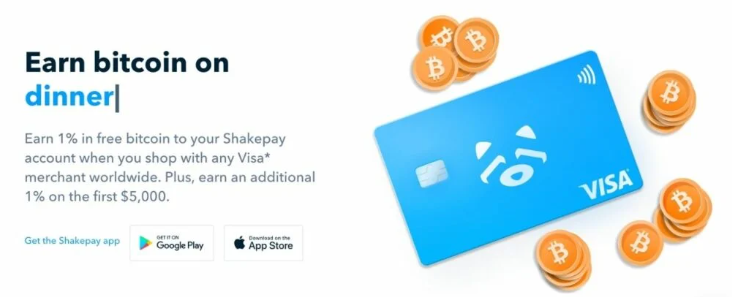 Earn bitcoin on
dinner
Earn 1% in free bitcoin to your Shakepay
account when you shop with any Visa*
merchant worldwide. Plus, earn an additional
1% on the first $5,000.
Get the Shakepay app
GET IT ON
Google Play
Download on the
App Store
VISA